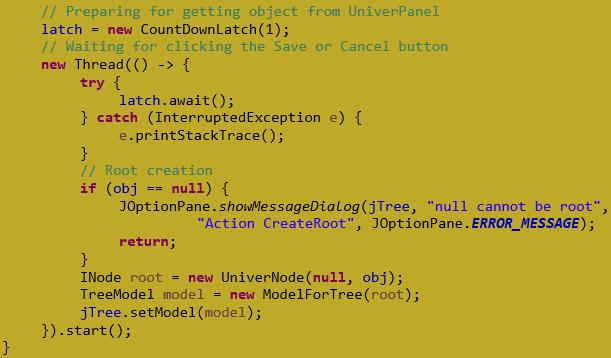 // Preparing for getting object from UniverPanel
latch = new CountDownLatch(1);
// Waiting for clicking the Save or Cancel button
new Thread(() -> {
try {
latch.await();
} catch (InterruptedException e) {
e.printStackTrace();
}
// Root creation
if (obj == null) {
JOptionPane.showMessageDialog(jTree, "null cannot be root",
"Action CreateRoot", JOptionPane.ERROR_MESSAGE);
return;
}
INode root = new UniverNode(null, obj);
TreeModel model = new ModelForTree(root);
jTree.setModel(model);
}).start();
}